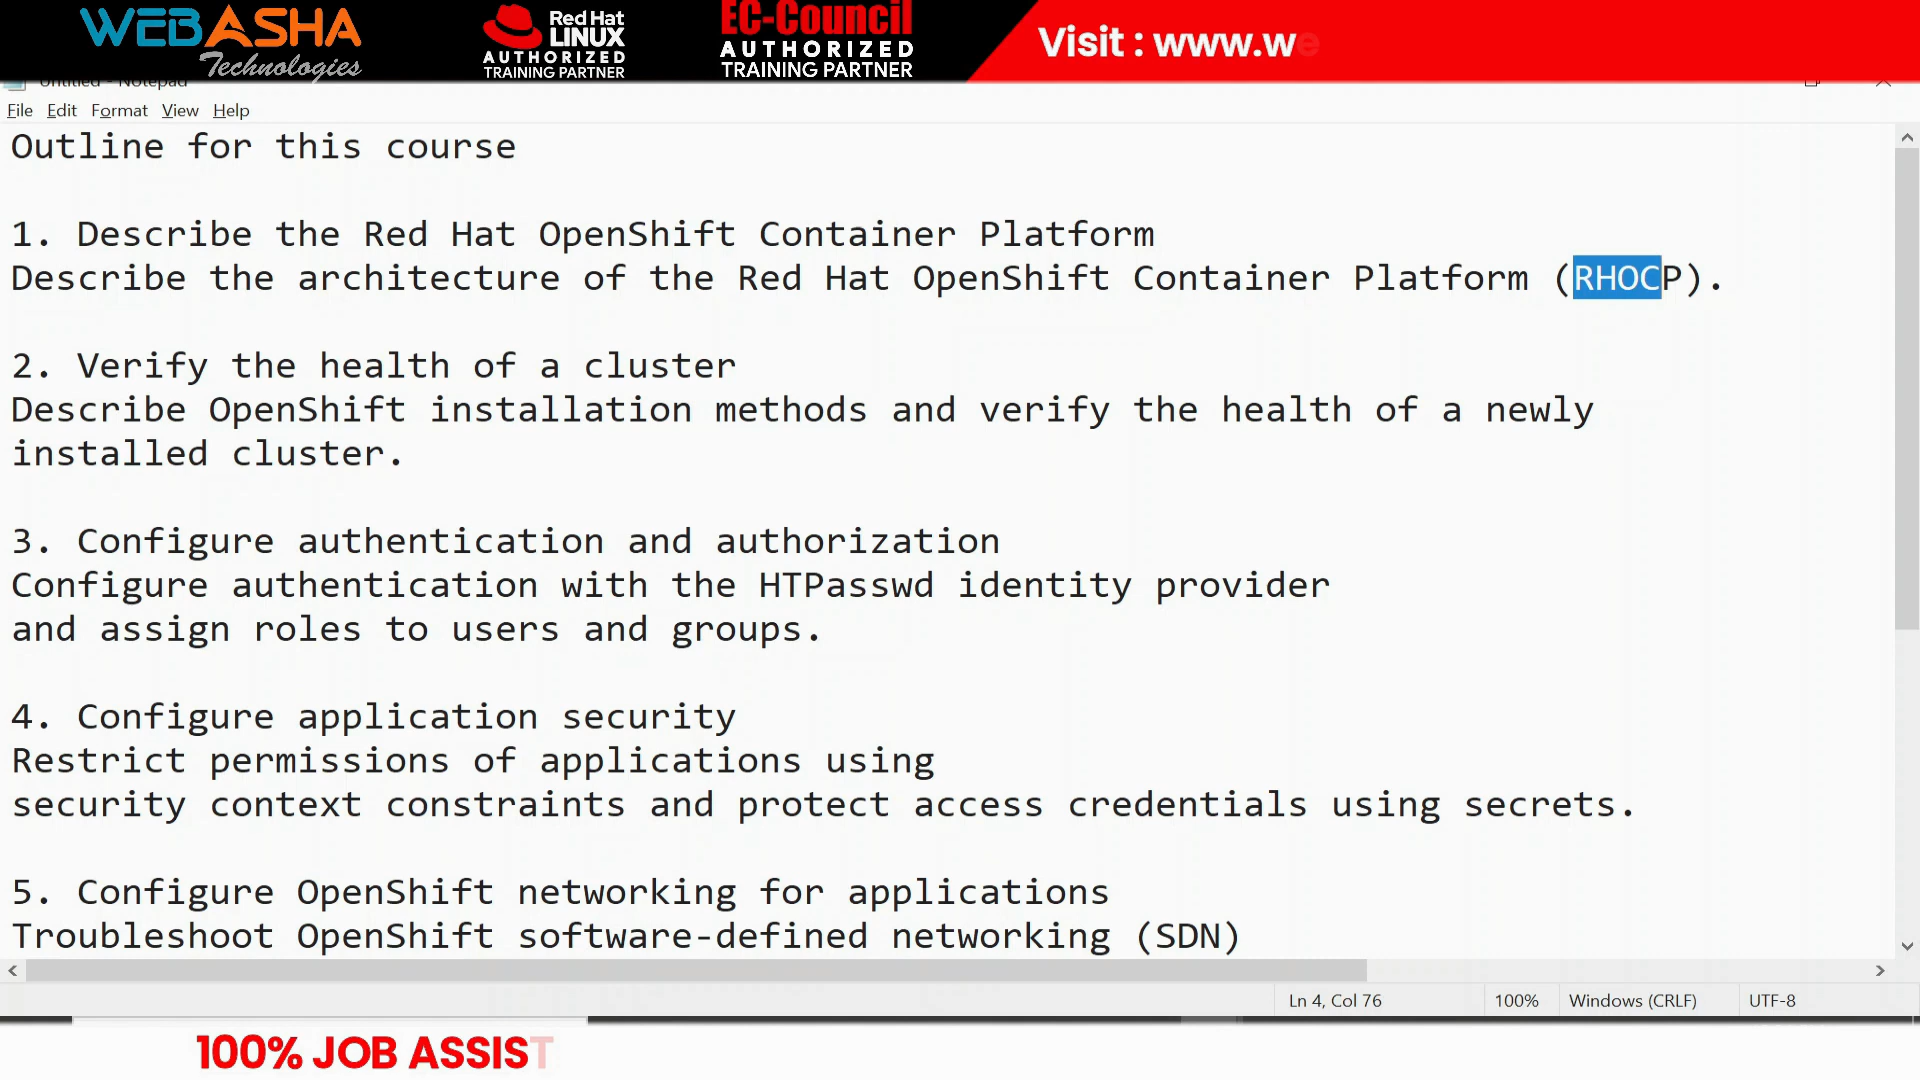 WEBASHA
Technologies
Red Hat
LINUX
AUTHORIZED
TRAINING PARTNER
EC-Council
AUTHORIZED
TRAINING PARTNER
Visit : www.we
Untitled - Notepad
File Edit Format View Help
Outline for this course
1. Describe the Red Hat OpenShift Container Platform
Describe the architecture of the Red Hat OpenShift Container Platform (RHOCP).
2. Verify the health of a cluster
Describe OpenShift installation methods and verify the health of a newly
installed cluster.
3. Configure authentication and authorization
Configure authentication with the HTPasswd identity provider
and assign roles to users and groups.
4. Configure application security
Restrict permissions of applications using
security context constraints and protect access credentials using secrets.
5. Configure OpenShift networking for applications
Troubleshoot OpenShift software-defined networking (SDN)
Ln 4, Col 76 100% Windows (CRLF) UTF-8
100% JOB ASSIST